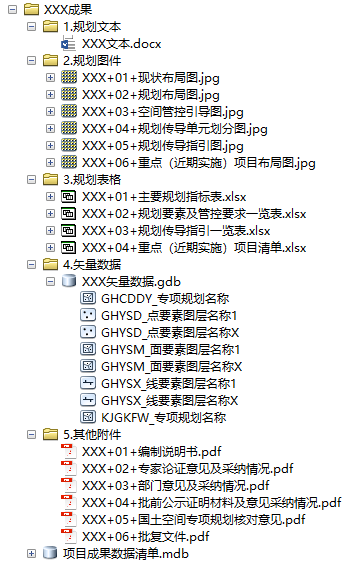 XXX成果
1.规划文本
XXX文本.docx
2.规划图件
XXX+01+现状布局图.jpg
XXX+02+规划布局图.jpg
XXX+03+空间管控引导图.jpg
XXX+04+规划传导单元划分图.jpg
XXX+05+规划传导指引图.jpg
XXX+06+重点（近期实施）项目布局图.jpg
3.规划表格
XXX+01+主要规划指标表.xlsx
XXX+02+规划要素及管控要求一览表.xlsx
XXX+03+规划传导指引一览表.xlsx
XXX+04+重点（近期实施）项目清单.xlsx
4.矢量数据
XXX矢量数据.gdb
GHCDDY_专项规划名称
GHYSD_点要素图层名称1
GHYSD_点要素图层名称X
GHYSM_面要素图层名称1
GHYSM_面要素图层名称X
GHYSX_线要素图层名称1
GHYSX_线要素图层名称X
KJGKFW_专项规划名称
5.其他附件
XXX+01+编制说明书.pdf
XXX+02+专家论证意见及采纳情况.pdf
XXX+03+部门意见及采纳情况.pdf
XXX+04+批前公示证明材料及意见采纳情况.pdf
XXX+05+国土空间专项规划核对意见.pdf
XXX+06+批复文件.pdf
项目成果数据清单.mdb